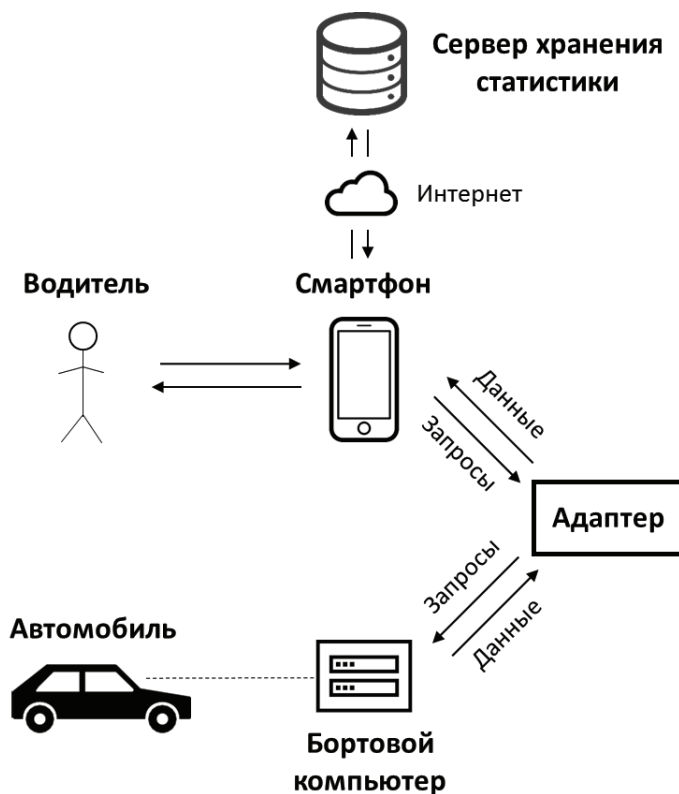 Сервер хранения
статистики
Интернет
Водитель
Смартфон
Данные
Запросы
Адаптер
Запросы
Данные
Автомобиль
Бортовой
компьютер